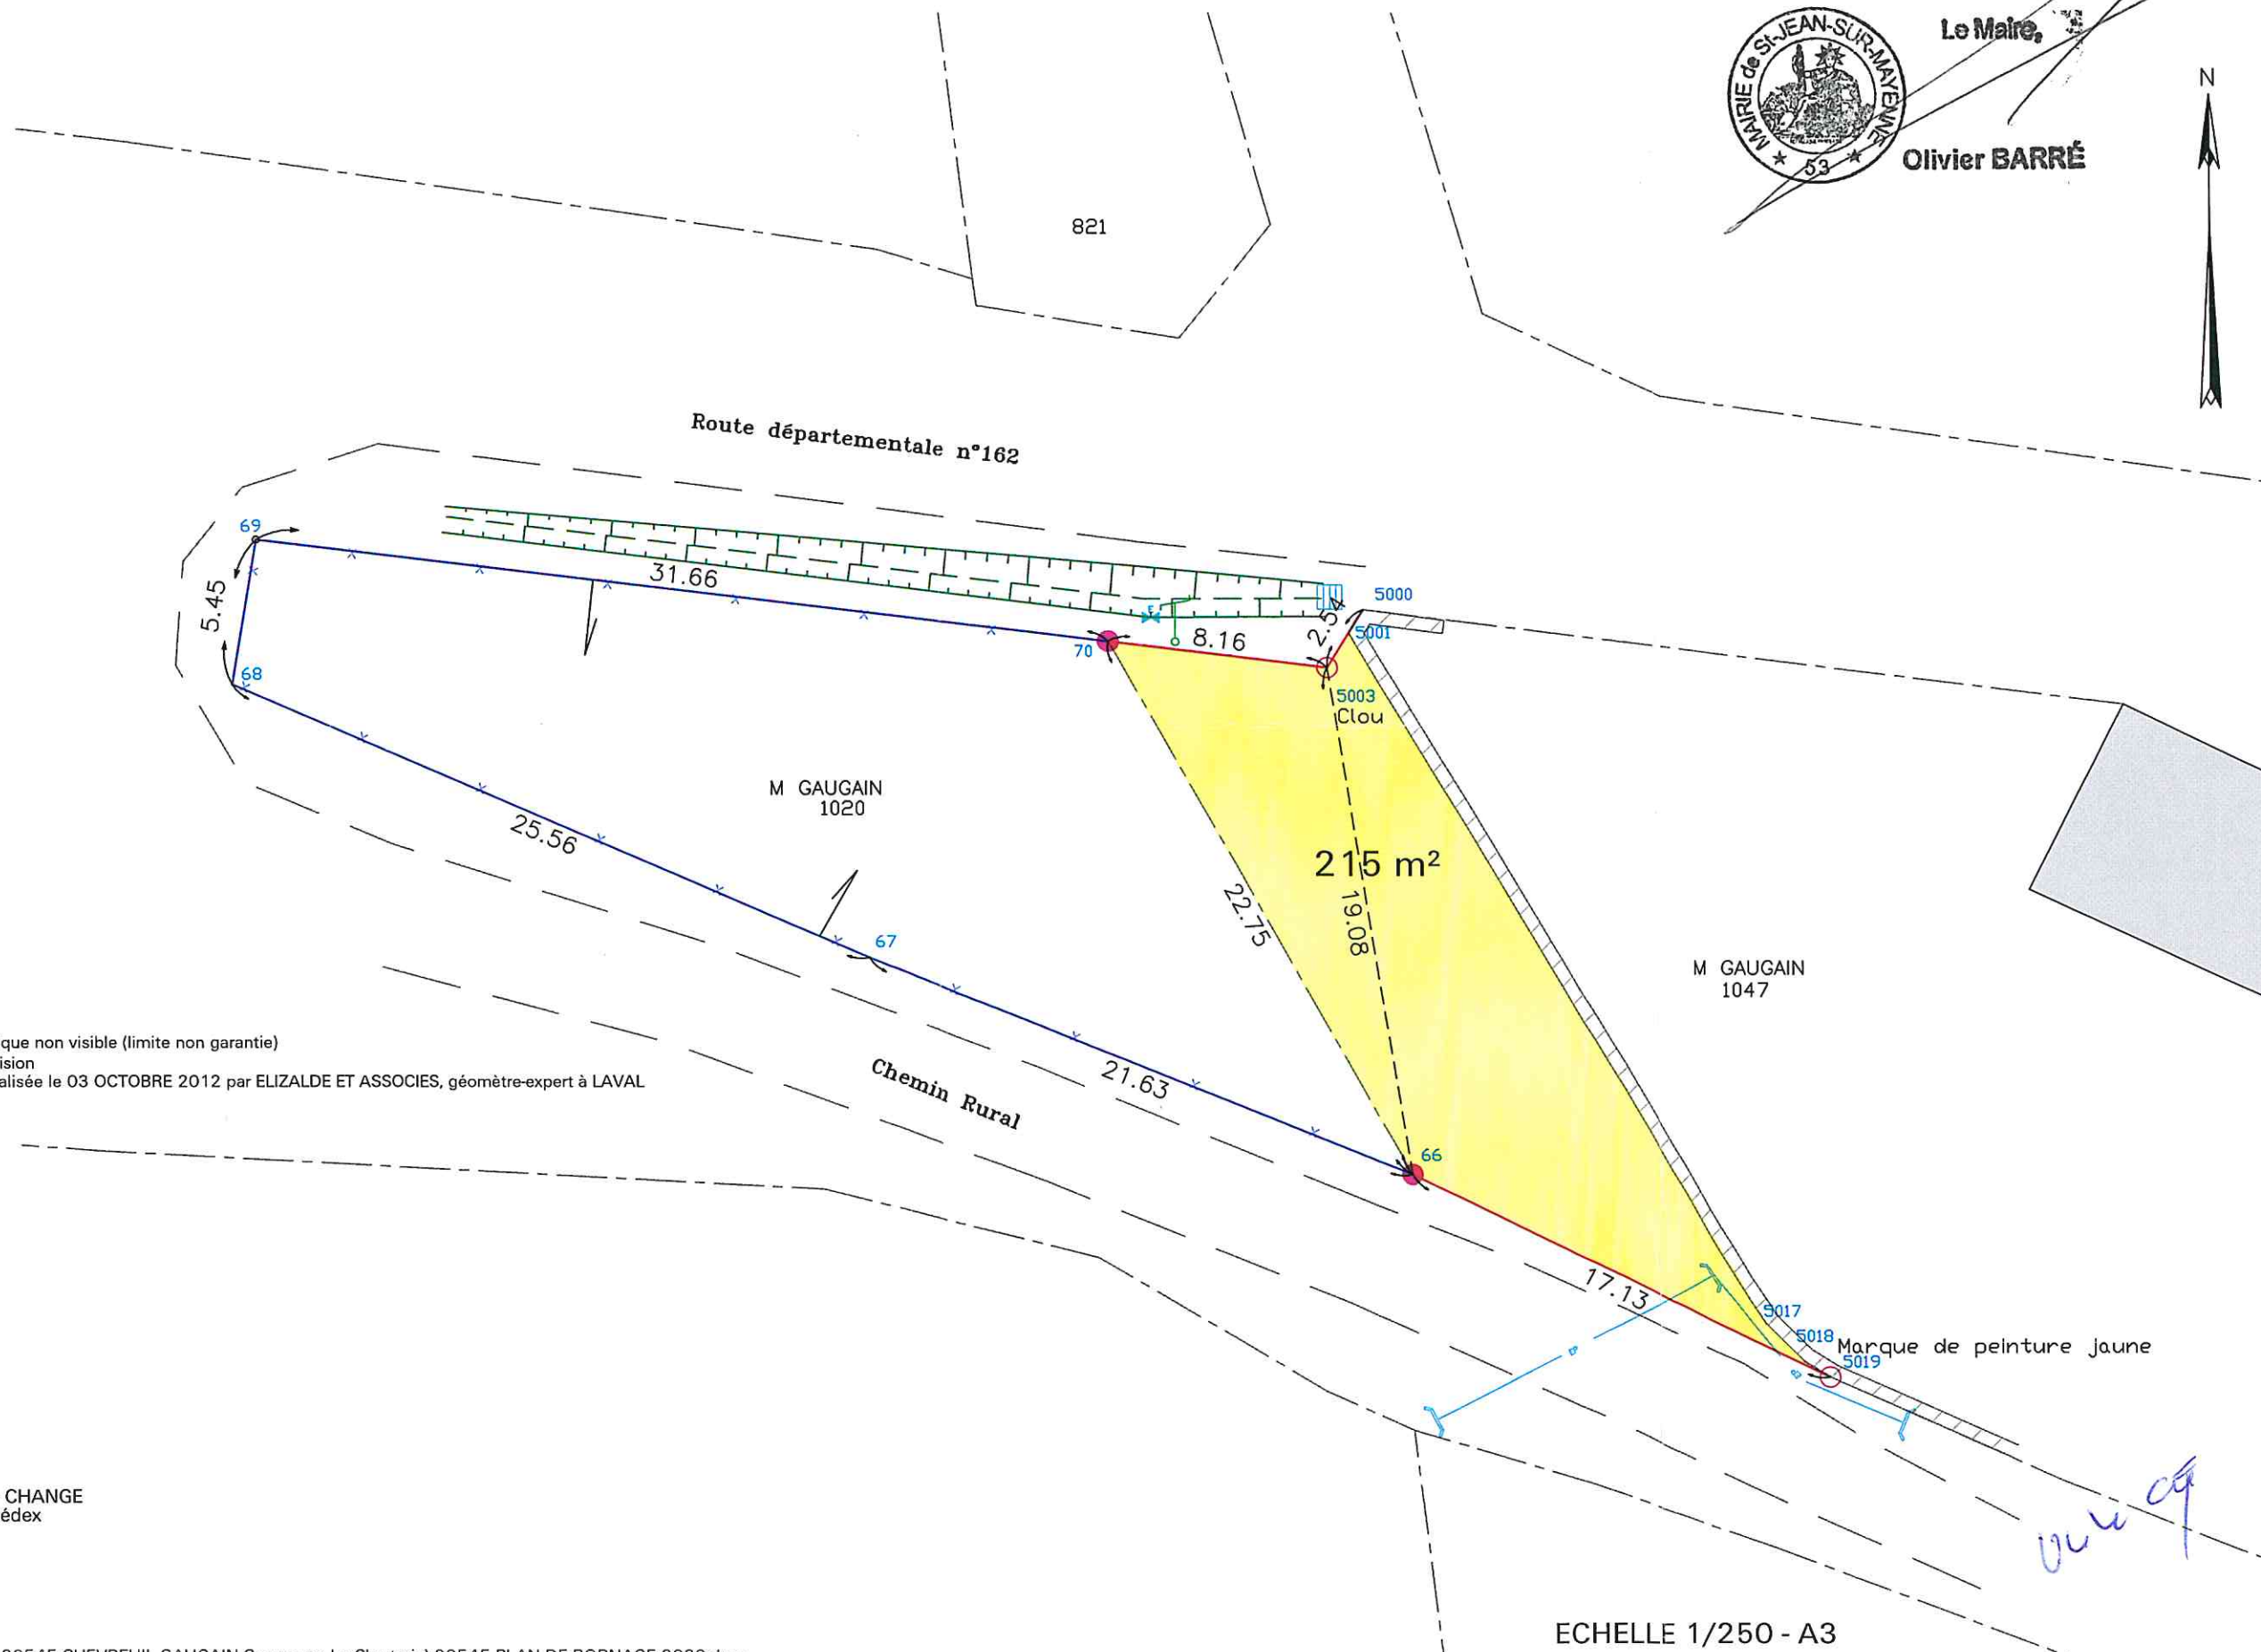 MAIRIE de St-JEAN-SUR-MAYENNE
★ 53 ★
Le Maire,
Olivier BARRÉ
N
821
Route départementale n°162
69
31.66
5.45
68
70
8.16
2.54
5000
5001
5003
Clou
M GAUGAIN
1020
25.56
215 m²
22.75
19.08
67
M GAUGAIN
1047
que non visible (limite non garantie)
ision
alisée le 03 OCTOBRE 2012 par ELIZALDE ET ASSOCIES, géomètre-expert à LAVAL
Chemin Rural
21.63
66
17.13
5017
5018
Marque de peinture jaune
5019
CHANGE
édex
ECHELLE 1/250 - A3